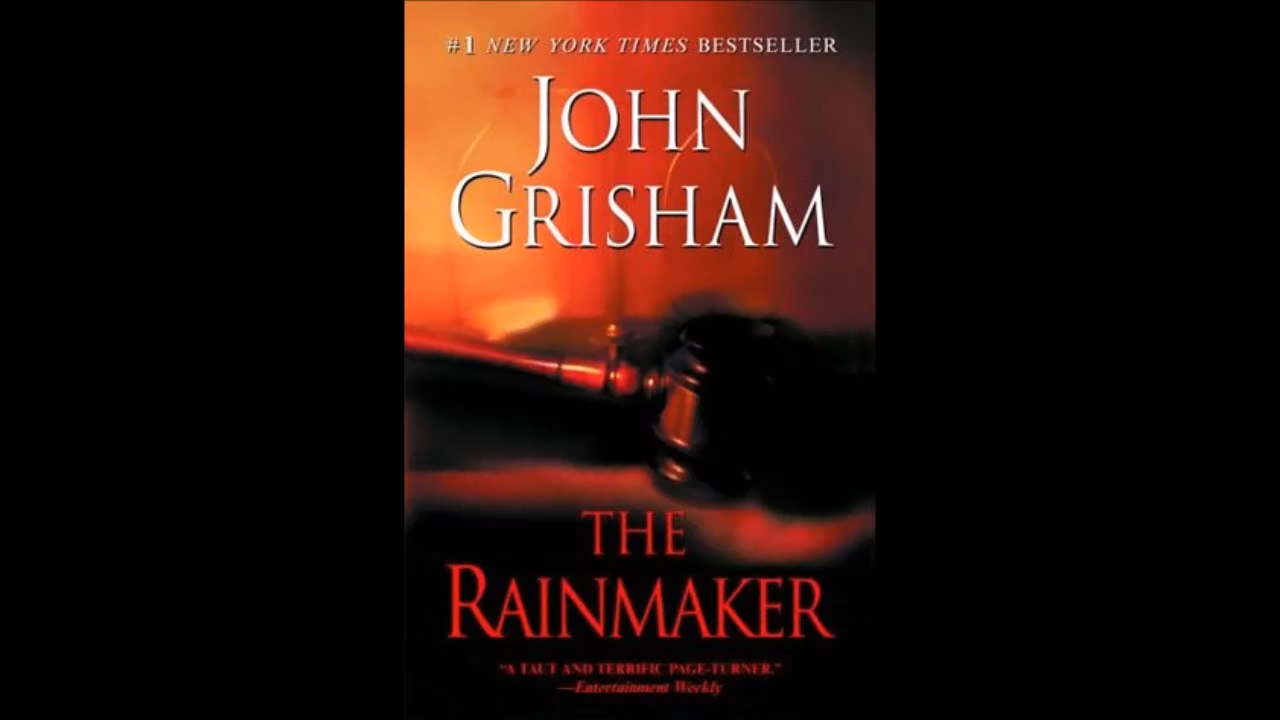 #1 NEW YORK TIMES BESTSELLER
JOHN
GRISHAM
THE
RAINMAKER
"A TAUT AND TERRIFIC PAGE-TURNER."
—Entertainment Weekly